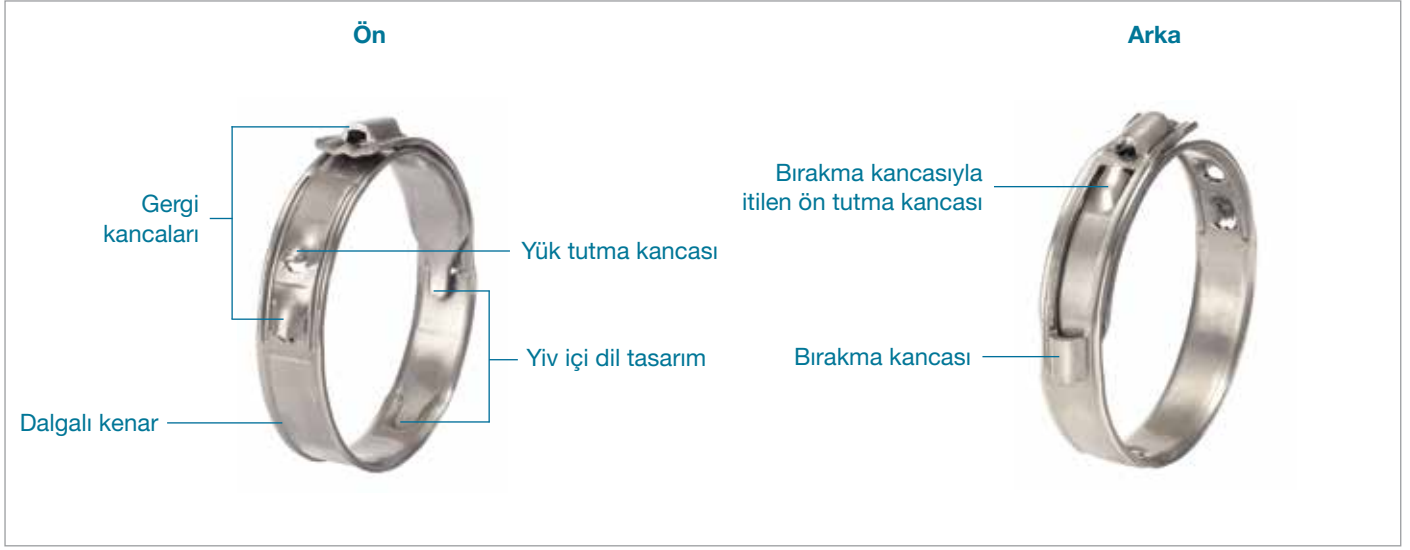 Ön
Arka
Gergi
kancaları
Yük tutma kancası
Yiv içi dil tasarım
Dalgalı kenar
Bırakma kancasıyla
itilen ön tutma kancası
Bırakma kancası